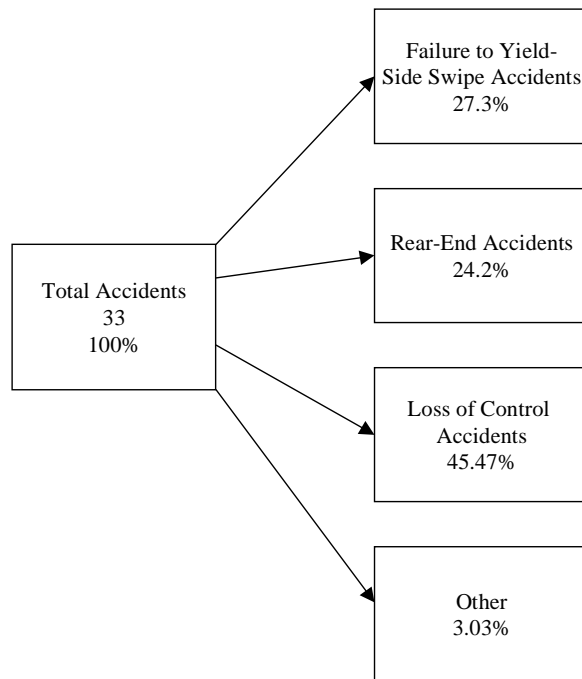 Failure to Yield-
Side Swipe Accidents
27.3%
Rear-End Accidents
24.2%
Total Accidents
33
100%
Loss of Control
Accidents
45.47%
Other
3.03%